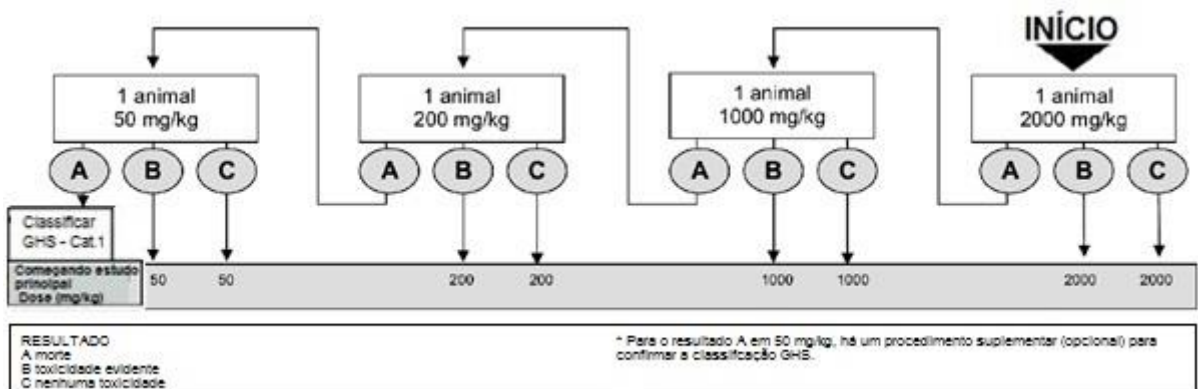 INÍCIO
1 animal
50 mg/kg
1 animal
200 mg/kg
1 animal
1000 mg/kg
1 animal
2000 mg/kg
A B C A B C A B C A B C
Classificar
GHS - Cat.1
Começando estudo
principal
Dose (mg/kg)
50 50 200 200 1000 1000 2000 2000
RESULTADO
A morte
B toxicidade evidente
C nenhuma toxicidade
* Para o resultado A em 50 mg/kg, há um procedimento suplementar (opcional) para
confirmar a classificação GHS.